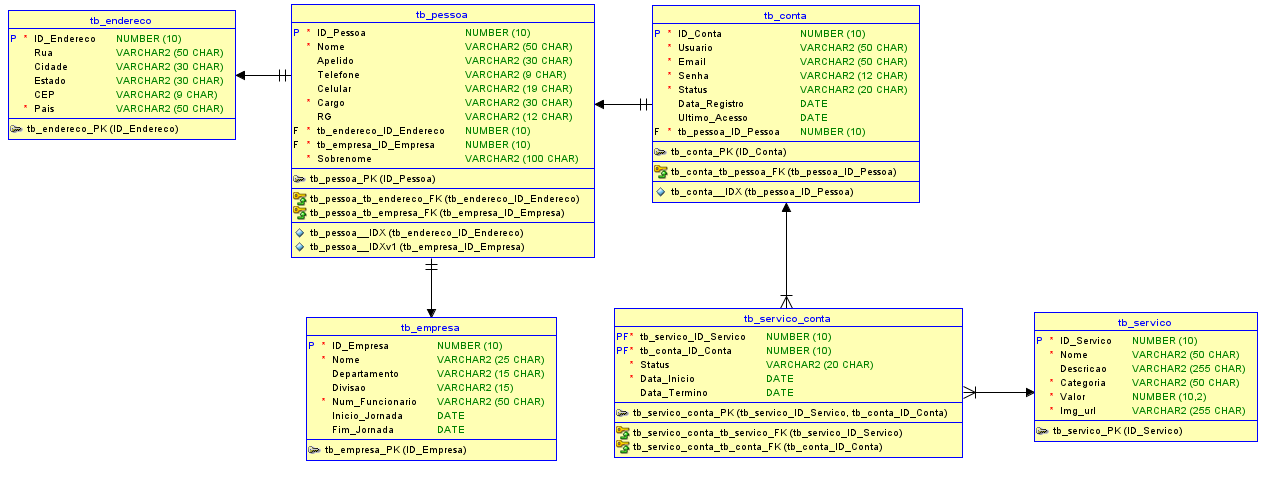 tb_endereco
P * ID_Endereco NUMBER (10)
Rua VARCHAR2 (50 CHAR)
Cidade VARCHAR2 (30 CHAR)
Estado VARCHAR2 (30 CHAR)
CEP VARCHAR2 (9 CHAR)
* Pais VARCHAR2 (50 CHAR)
tb_endereco_PK (ID_Endereco)
tb_pessoa
P * ID_Pessoa NUMBER (10)
* Nome VARCHAR2 (50 CHAR)
Apelido VARCHAR2 (30 CHAR)
Telefone VARCHAR2 (9 CHAR)
Celular VARCHAR2 (19 CHAR)
* Cargo VARCHAR2 (30 CHAR)
RG VARCHAR2 (12 CHAR)
F * tb_endereco_ID_Endereco NUMBER (10)
F * tb_empresa_ID_Empresa NUMBER (10)
* Sobrenome VARCHAR2 (100 CHAR)
tb_pessoa_PK (ID_Pessoa)
tb_pessoa_tb_endereco_FK (tb_endereco_ID_Endereco)
tb_pessoa_tb_empresa_FK (tb_empresa_ID_Empresa)
tb_pessoa__IDX (tb_endereco_ID_Endereco)
tb_pessoa__IDXv1 (tb_empresa_ID_Empresa)
tb_conta
P * ID_Conta NUMBER (10)
* Usuario VARCHAR2 (50 CHAR)
* Email VARCHAR2 (50 CHAR)
* Senha VARCHAR2 (12 CHAR)
* Status VARCHAR2 (20 CHAR)
Data_Registro DATE
Ultimo_Acesso DATE
F * tb_pessoa_ID_Pessoa NUMBER (10)
tb_conta_PK (ID_Conta)
tb_conta_tb_pessoa_FK (tb_pessoa_ID_Pessoa)
tb_conta__IDX (tb_pessoa_ID_Pessoa)
tb_empresa
P * ID_Empresa NUMBER (10)
* Nome VARCHAR2 (25 CHAR)
Departamento VARCHAR2 (15 CHAR)
Divisao VARCHAR2 (15)
* Num_Funcionario VARCHAR2 (50 CHAR)
Inicio_Jornada DATE
Fim_Jornada DATE
tb_empresa_PK (ID_Empresa)
tb_servico_conta
PF* tb_servico_ID_Servico NUMBER (10)
PF* tb_conta_ID_Conta NUMBER (10)
* Status VARCHAR2 (20 CHAR)
* Data_Inicio DATE
Data_Termino DATE
tb_servico_conta_PK (tb_servico_ID_Servico, tb_conta_ID_Conta)
tb_servico_conta_tb_servico_FK (tb_servico_ID_Servico)
tb_servico_conta_tb_conta_FK (tb_conta_ID_Conta)
tb_servico
P * ID_Servico NUMBER (10)
* Nome VARCHAR2 (50 CHAR)
Descricao VARCHAR2 (255 CHAR)
* Categoria VARCHAR2 (50 CHAR)
* Valor NUMBER (10,2)
* Img_url VARCHAR2 (255 CHAR)
tb_servico_PK (ID_Servico)